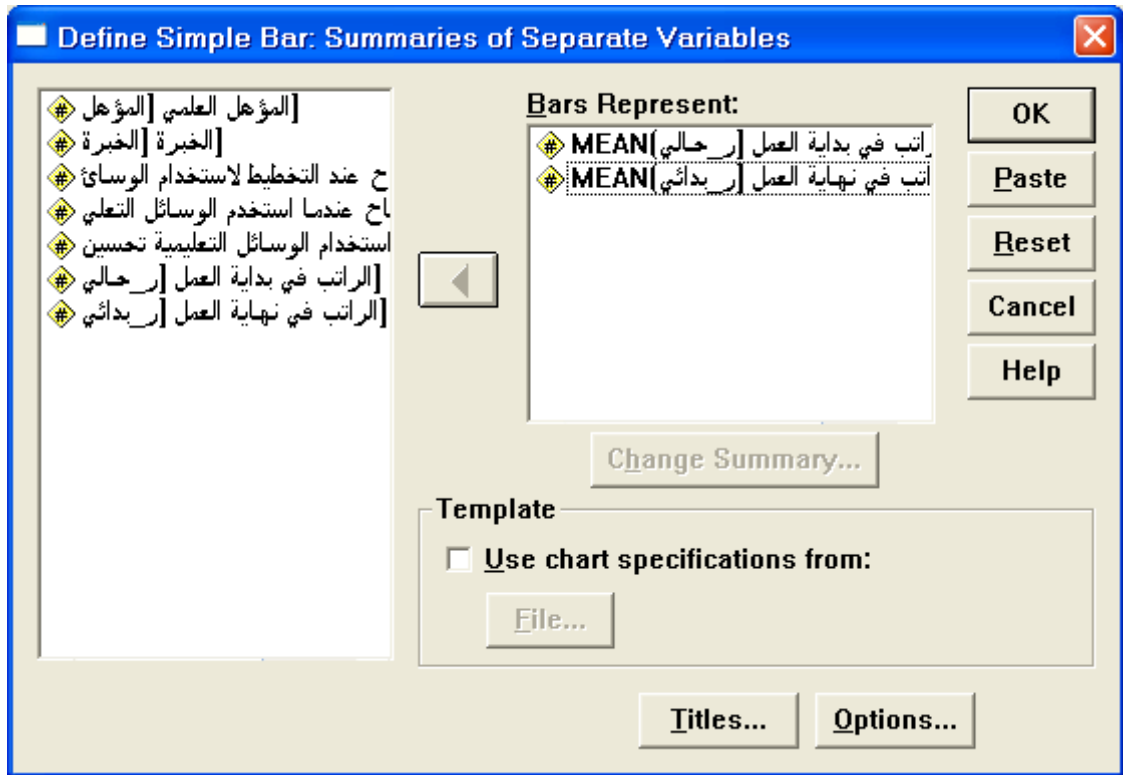 Define Simple Bar: Summaries of Separate Variables
المؤهل العلمي [المؤهل]
الخبرة [الخبرة]
ح عند التخطيط لاستخدام الوسائ
اح عندما استخدم الوسائل التعلي
استخدام الوسائل التعليمية تحسين
الراتب في بداية العمل [ر_حالي]
الراتب في نهاية العمل [ر_بدائي]
Bars Represent:
MEAN(راتب في بداية العمل [ر_حالي
MEAN(اتب في نهاية العمل [ر_بدائي
Change Summary...
Template
Use chart specifications from:
File...
Titles...
Options...
OK
Paste
Reset
Cancel
Help